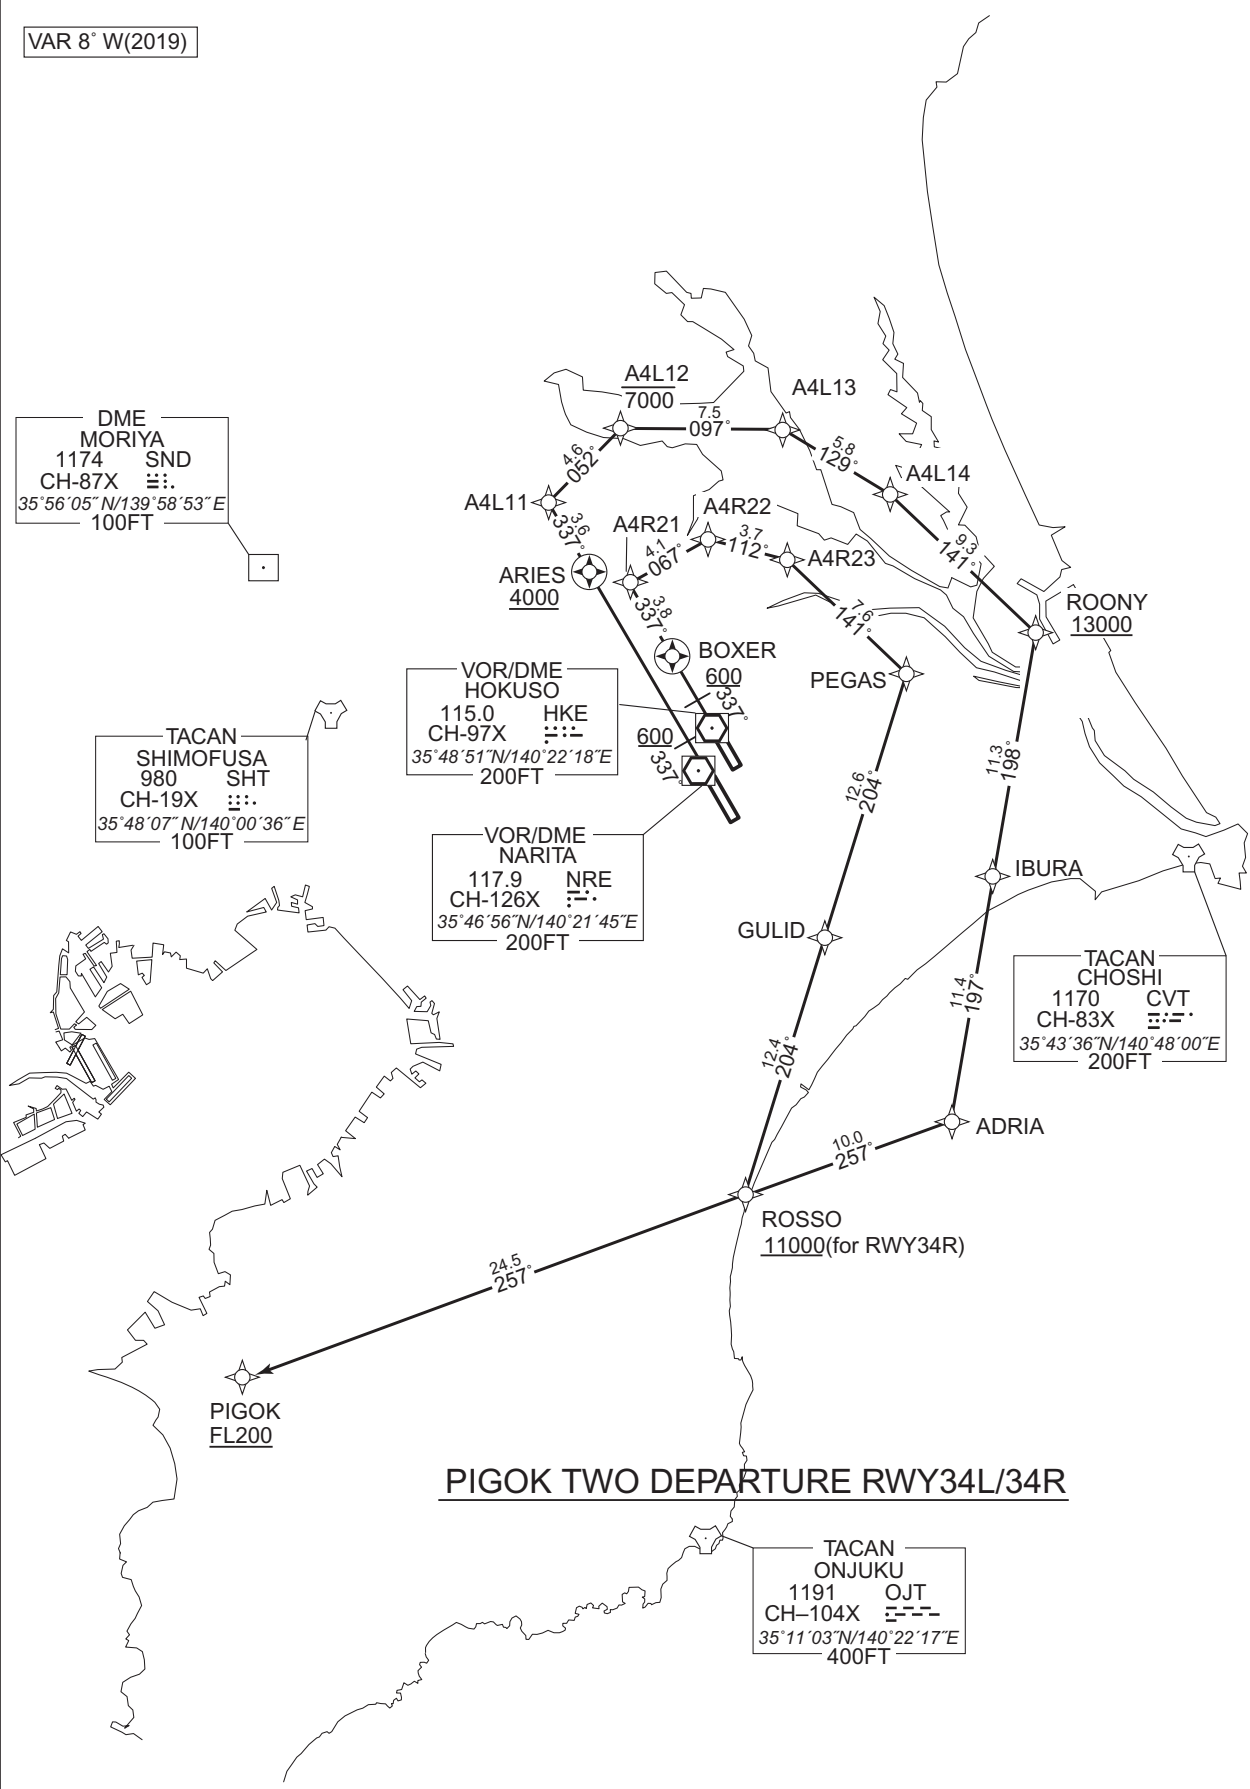 VAR 8° W(2019)
A4L12
7000
A4L13
7.5
097°
5.8
129°
A4L14
4.6
052°
A4L11
3.6
337°
A4R21
A4R22
4.1
067°
3.7
112°
A4R23
9.3
141°
ARIES
4000
3.8
337°
7.6
141°
ROONY
13000
BOXER
600
337°
PEGAS
600
337°
DME
MORIYA
1174 SND
CH-87X
35°56´05˝N/139°58´53˝E
100FT
VOR/DME
HOKUSO
115.0 HKE
CH-97X
35°48´51˝N/140°22´18˝E
200FT
TACAN
SHIMOFUSA
980 SHT
CH-19X
35°48´07˝N/140°00´36˝E
100FT
VOR/DME
NARITA
117.9 NRE
CH-126X
35°46´56˝N/140°21´45˝E
200FT
11.3
198°
12.6
204°
IBURA
GULID
TACAN
CHOSHI
1170 CVT
CH-83X
35°43´36˝N/140°48´00˝E
200FT
11.4
197°
12.4
204°
ADRIA
10.0
257°
ROSSO
11000(for RWY34R)
24.5
257°
PIGOK
FL200
PIGOK TWO DEPARTURE RWY34L/34R
TACAN
ONJUKU
1191 OJT
CH–104X
35°11´03˝N/140°22´17˝E
400FT